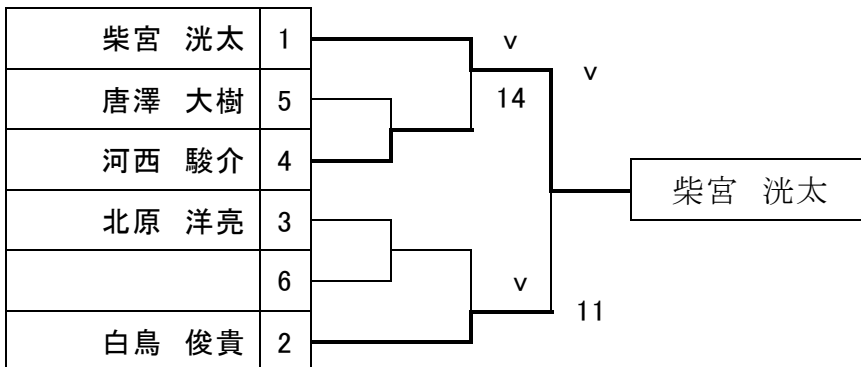 柴宮 洸太 1
v
v
唐澤 大樹 5
14
河西 駿介 4
柴宮 洸太
北原 洋亮 3
6
v
11
白鳥 俊貴 2